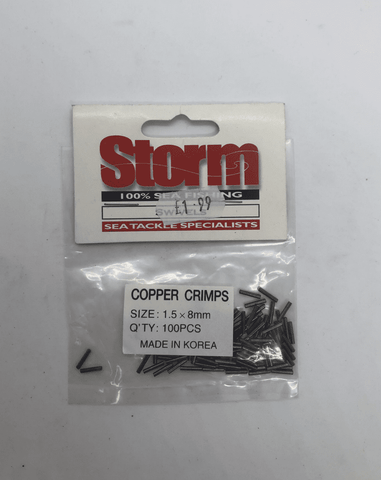 Storm
100% SEA FISHING
SWIVELS
£1.99
SEA TACKLE SPECIALISTS
COPPER CRIMPS
SIZE: 1.5 × 8mm
Q'TY: 100PCS
MADE IN KOREA